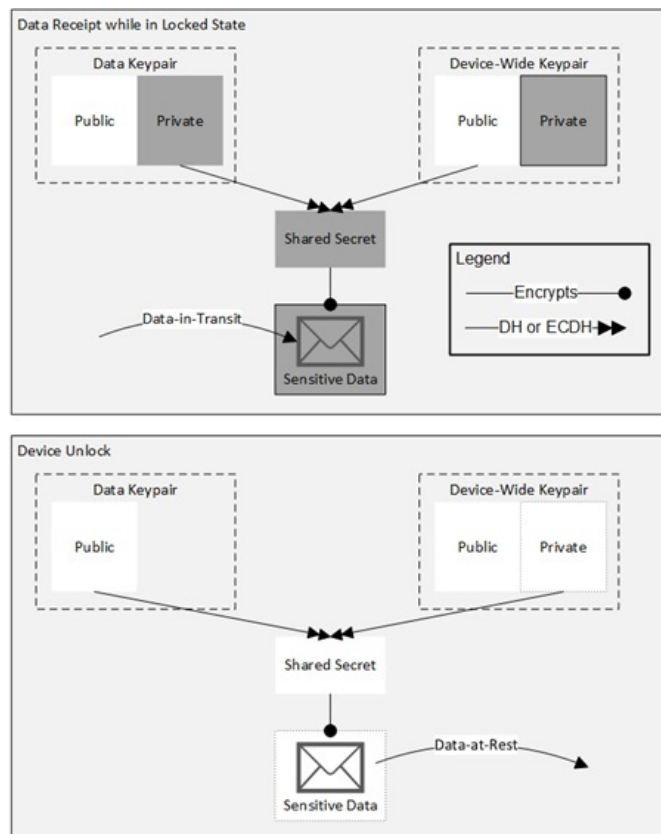 Data Receipt while in Locked State
Data Keypair
Device-Wide Keypair
Public
Private
Public
Private
Shared Secret
Legend
Encrypts
DH or ECDH
Data-in-Transit
Sensitive Data
Device Unlock
Data Keypair
Device-Wide Keypair
Public
Public
Private
Shared Secret
Data-at-Rest
Sensitive Data